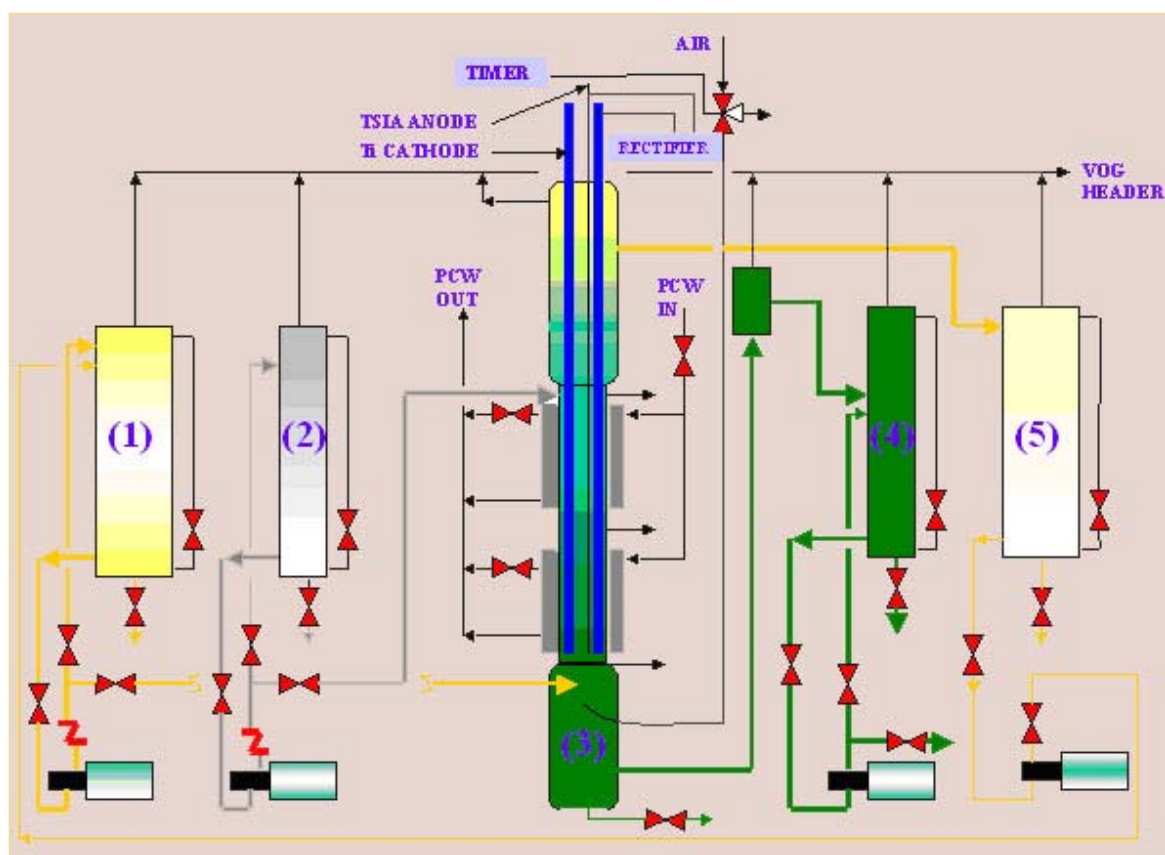 AIR
TIMER
TSIA ANODE
Ti CATHODE
RECTIFIER
VOG
HEADER
PCW
OUT
PCW
IN
(1)
(2)
(4)
(5)
(3)